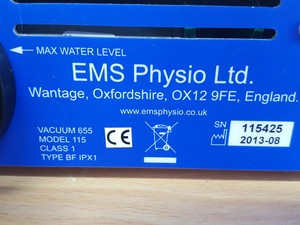 MAX WATER LEVEL
EMS Physio Ltd.
Wantage, Oxfordshire, OX12 9FE, England.
www.emsphysio.co.uk
VACUUM 655
MODEL 115
CLASS 1
TYPE BF IPX1
CE
SN
115425
2013-08